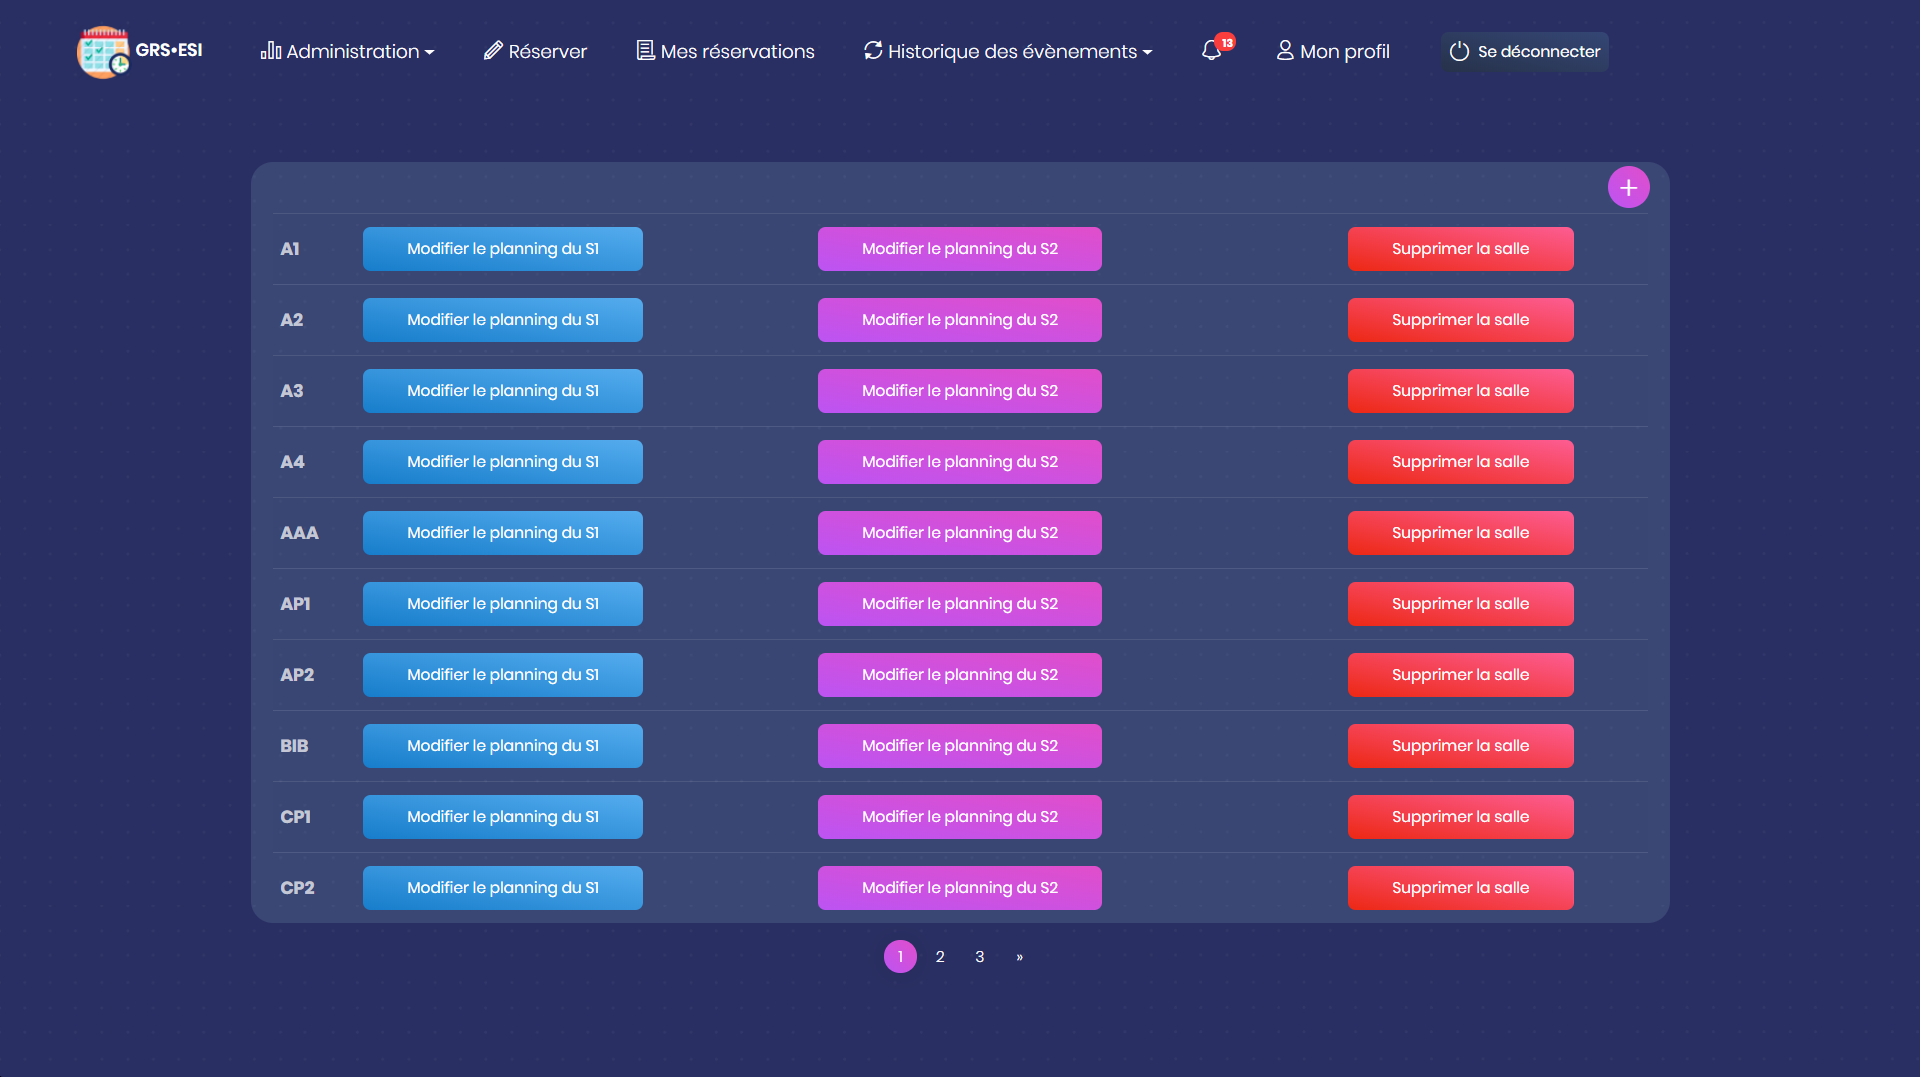 GRS•ESI Administration Réserver Mes réservations Historique des évènements 13 Mon profil Se déconnecter
+
A1 Modifier le planning du S1 Modifier le planning du S2 Supprimer la salle
A2 Modifier le planning du S1 Modifier le planning du S2 Supprimer la salle
A3 Modifier le planning du S1 Modifier le planning du S2 Supprimer la salle
A4 Modifier le planning du S1 Modifier le planning du S2 Supprimer la salle
AAA Modifier le planning du S1 Modifier le planning du S2 Supprimer la salle
AP1 Modifier le planning du S1 Modifier le planning du S2 Supprimer la salle
AP2 Modifier le planning du S1 Modifier le planning du S2 Supprimer la salle
BIB Modifier le planning du S1 Modifier le planning du S2 Supprimer la salle
CP1 Modifier le planning du S1 Modifier le planning du S2 Supprimer la salle
CP2 Modifier le planning du S1 Modifier le planning du S2 Supprimer la salle
1 2 3 »